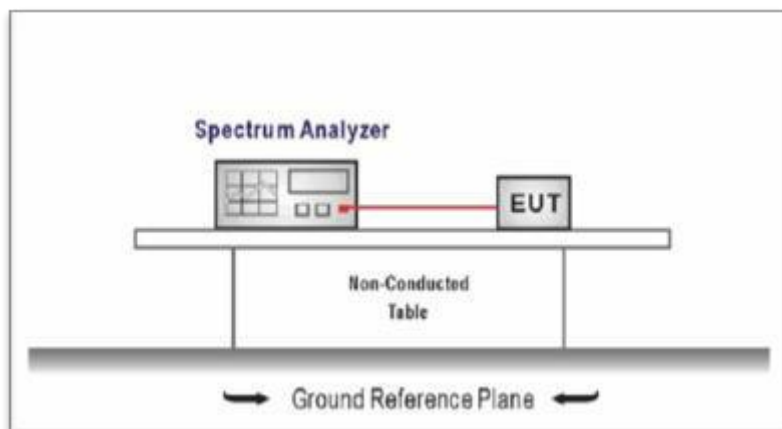 Spectrum Analyzer
EUT
Non-Conducted
Table
Ground Reference Plane